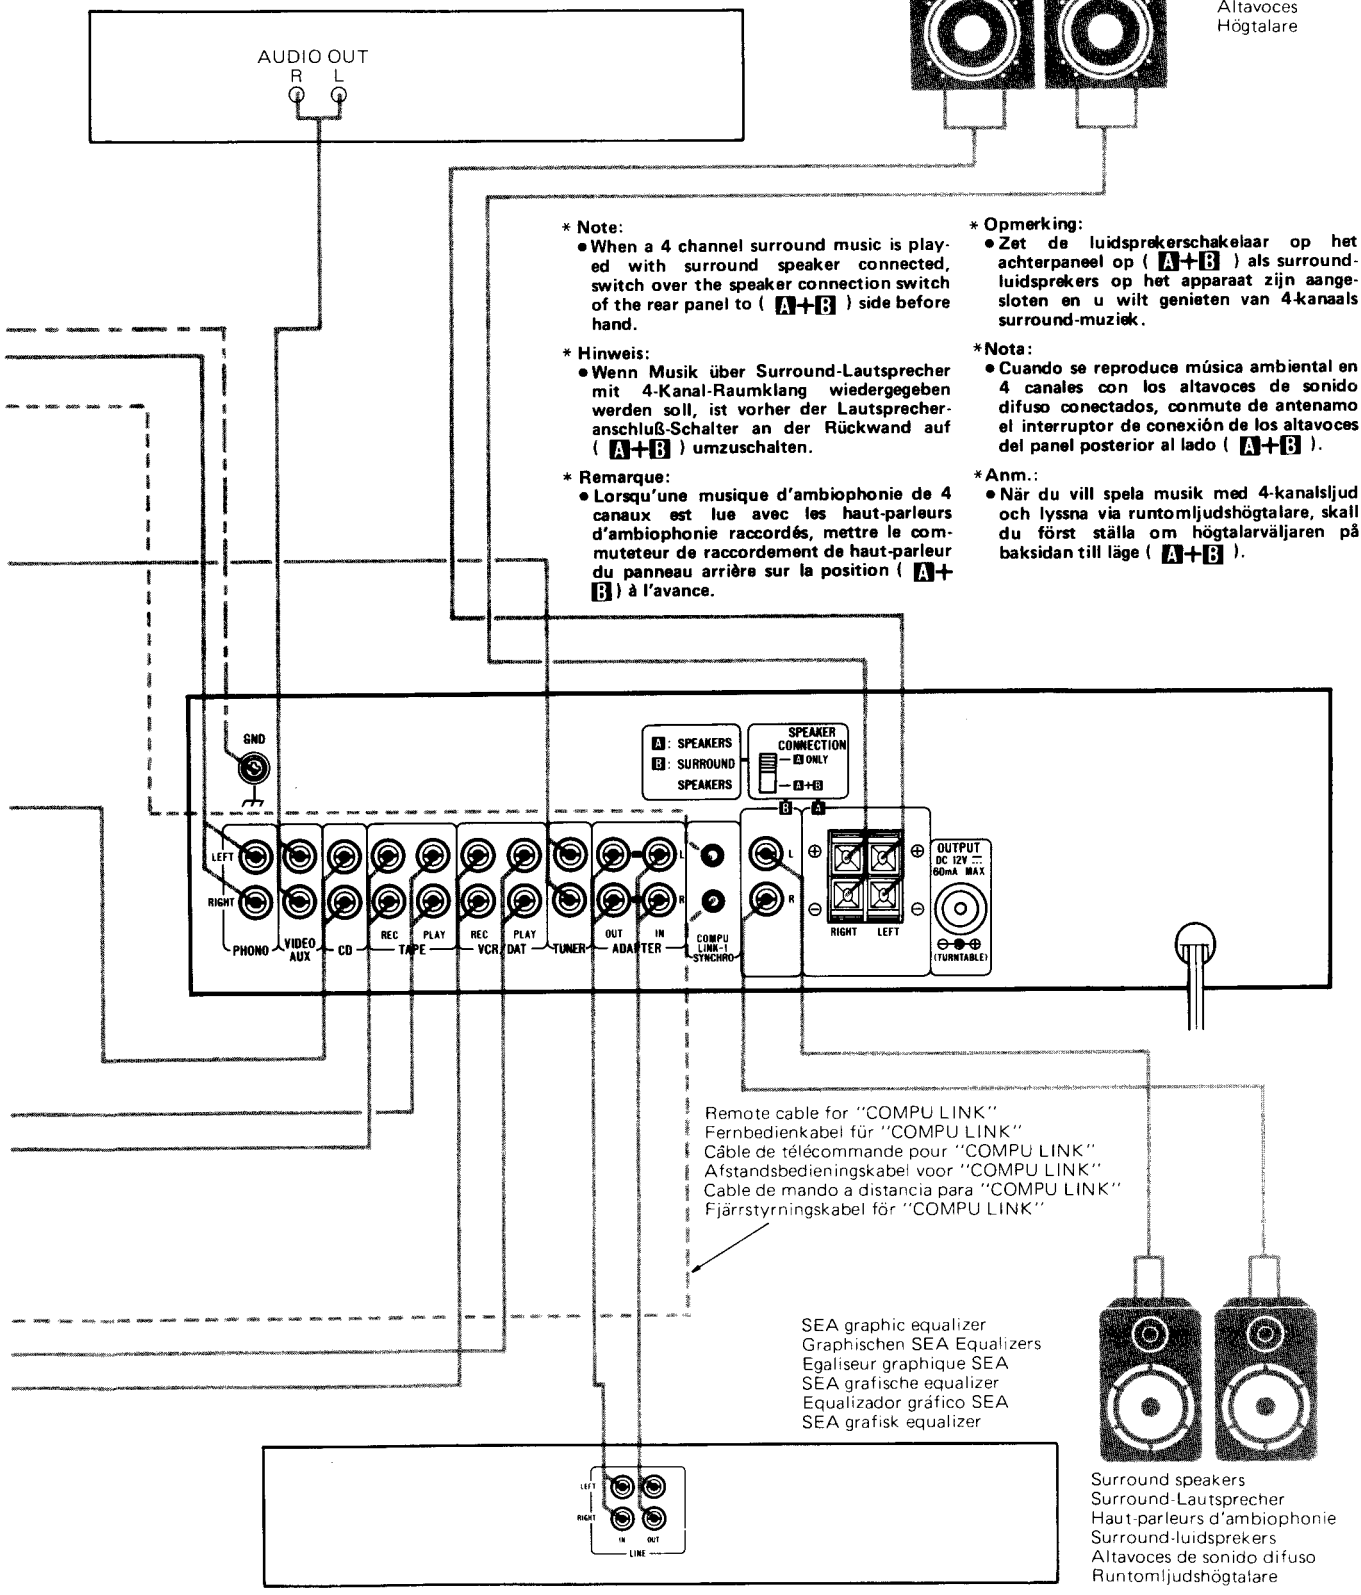 AUDIO OUT
R L
Altavoces
Högtalare
* Note:
● When a 4 channel surround music is play-
ed with surround speaker connected,
switch over the speaker connection switch
of the rear panel to ( A+B ) side before
hand.
* Hinweis:
● Wenn Musik über Surround-Lautsprecher
mit 4-Kanal-Raumklang wiedergegeben
werden soll, ist vorher der Lautsprecher-
anschluß-Schalter an der Rückwand auf
( A+B ) umzuschalten.
* Remarque:
● Lorsqu'une musique d'ambiophonie de 4
canaux est lue avec les haut-parleurs
d'ambiophonie raccordés, mettre le com-
muteteur de raccordement de haut-parleur
du panneau arrière sur la position ( A+
B ) à l'avance.
* Opmerking:
● Zet de luidsprekerschakelaar op het
achterpaneel op ( A+B ) als surround-
luidsprekers op het apparaat zijn aange-
sloten en u wilt genieten van 4-kanaals
surround-muziek.
*Nota:
● Cuando se reproduce música ambiental en
4 canales con los altavoces de sonido
difuso conectados, conmute de antenamo
el interruptor de conexión de los altavoces
del panel posterior al lado ( A+B ).
*Anm.:
● När du vill spela musik med 4-kanalsljud
och lyssna via runtomljudshögtalare, skall
du först ställa om högtalarväljaren på
baksidan till läge ( A+B ).
GND
A : SPEAKERS
B : SURROUND
SPEAKERS
SPEAKER
CONNECTION
A ONLY
A+B
B A
LEFT
RIGHT
PHONO
VIDEO
AUX
CD
REC PLAY
TAPE
REC PLAY
VCR/DAT
TUNER
OUT IN
ADAPTER
L
R
COMPU
LINK-1
SYNCHRO
L
R
⊕ ⊕
⊖ ⊖
RIGHT LEFT
OUTPUT
DC 12V ⎓
60mA MAX
⊖ ⊕
(TURNTABLE)
Remote cable for "COMPU LINK"
Fernbedienkabel für "COMPU LINK"
Câble de télécommande pour "COMPU LINK"
Afstandsbedieningskabel voor "COMPU LINK"
Cable de mando a distancia para "COMPU LINK"
Fjärrstyrningskabel för "COMPU LINK"
SEA graphic equalizer
Graphischen SEA Equalizers
Egaliseur graphique SEA
SEA grafische equalizer
Equalizador gráfico SEA
SEA grafisk equalizer
LEFT
RIGHT
IN OUT
LINE
Surround speakers
Surround-Lautsprecher
Haut-parleurs d'ambiophonie
Surround-luidsprekers
Altavoces de sonido difuso
Runtomljudshögtalare